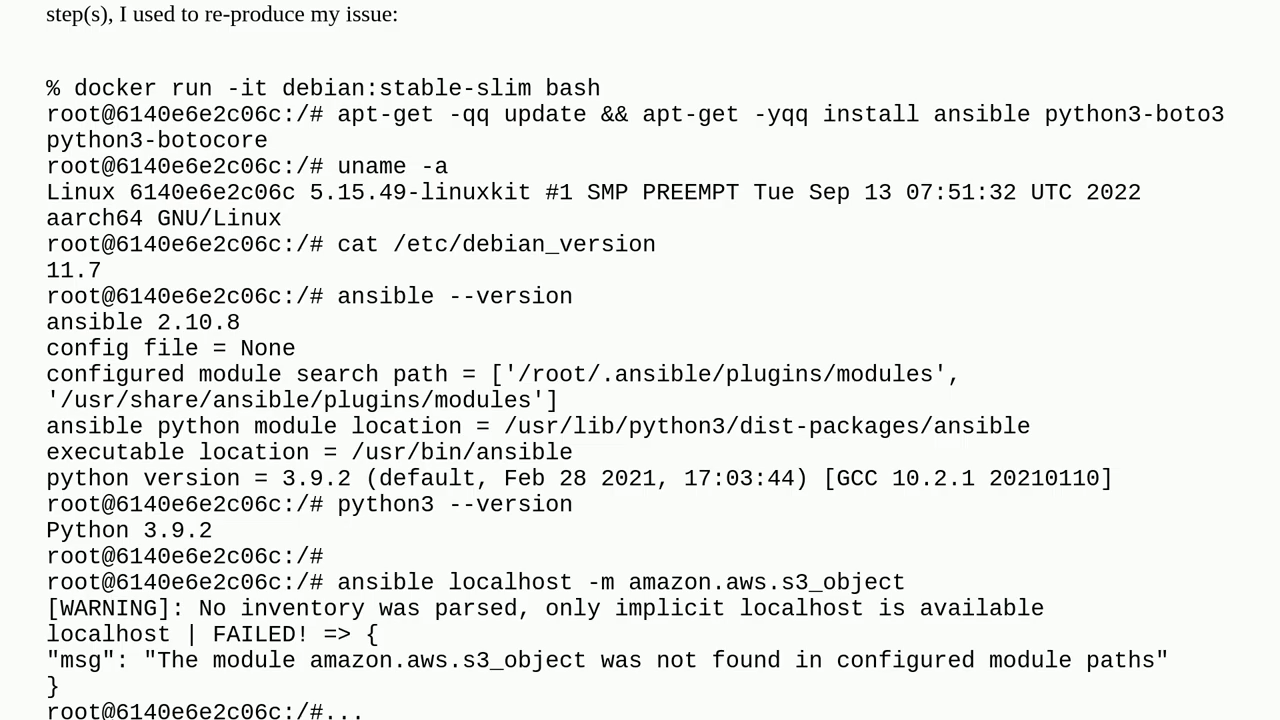 step(s), I used to re-produce my issue:
% docker run -it debian:stable-slim bash
root@6140e6e2c06c:/# apt-get -qq update && apt-get -yqq install ansible python3-boto3
python3-botocore
root@6140e6e2c06c:/# uname -a
Linux 6140e6e2c06c 5.15.49-linuxkit #1 SMP PREEMPT Tue Sep 13 07:51:32 UTC 2022
aarch64 GNU/Linux
root@6140e6e2c06c:/# cat /etc/debian_version
11.7
root@6140e6e2c06c:/# ansible --version
ansible 2.10.8
config file = None
configured module search path = ['/root/.ansible/plugins/modules',
'/usr/share/ansible/plugins/modules']
ansible python module location = /usr/lib/python3/dist-packages/ansible
executable location = /usr/bin/ansible
python version = 3.9.2 (default, Feb 28 2021, 17:03:44) [GCC 10.2.1 20210110]
root@6140e6e2c06c:/# python3 --version
Python 3.9.2
root@6140e6e2c06c:/#
root@6140e6e2c06c:/# ansible localhost -m amazon.aws.s3_object
[WARNING]: No inventory was parsed, only implicit localhost is available
localhost | FAILED! => {
"msg": "The module amazon.aws.s3_object was not found in configured module paths"
}
root@6140e6e2c06c:/#...